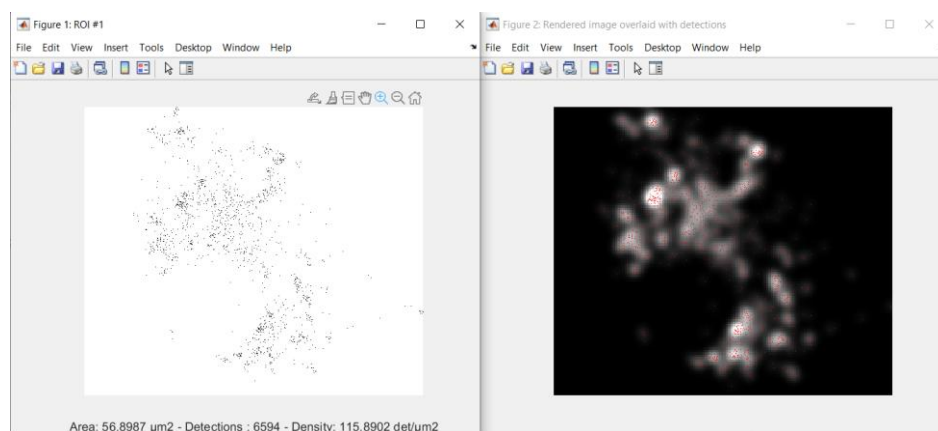 Figure 1: ROI #1
File Edit View Insert Tools Desktop Window Help
Area: 56.8987 um2 - Detections : 6594 - Density: 115.8902 det/um2
Figure 2: Rendered image overlaid with detections
File Edit View Insert Tools Desktop Window Help